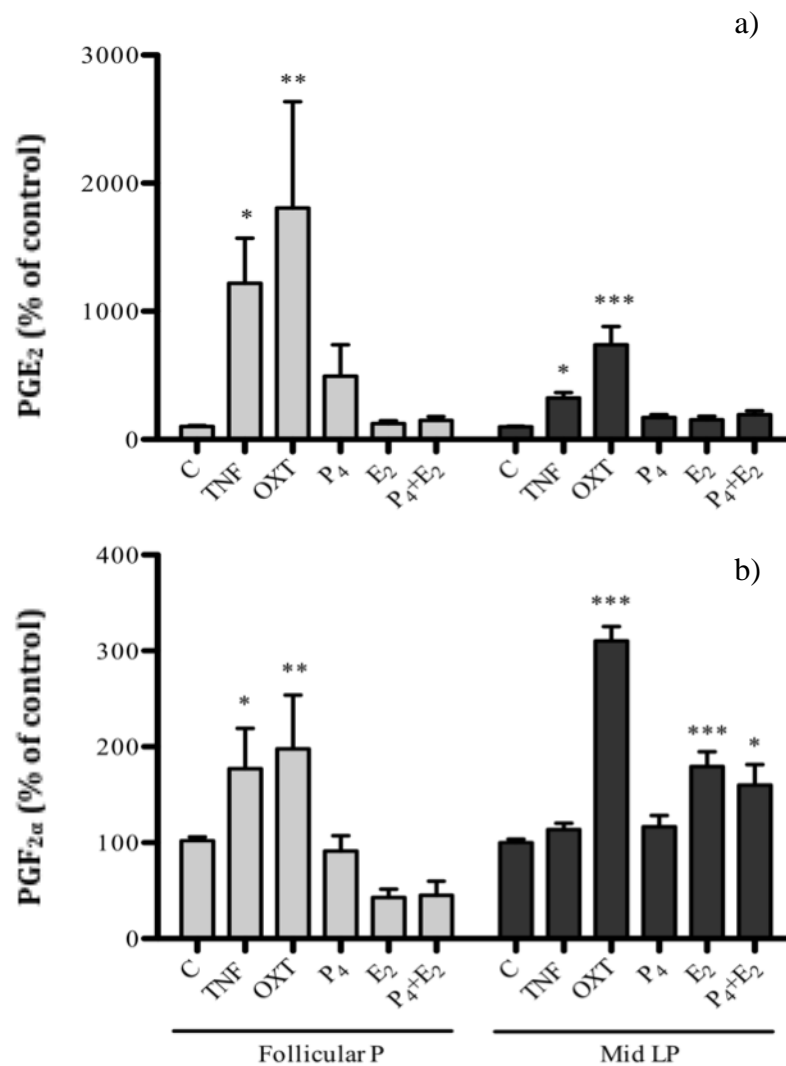 a)
PGE₂ (% of control)
3000
2000
1000
0
* ** * ***
C TNF OXT P₄ E₂ P₄+E₂ C TNF OXT P₄ E₂ P₄+E₂
b)
PGF₂α (% of control)
400
300
200
100
0
* ** *** *** *
C TNF OXT P₄ E₂ P₄+E₂ C TNF OXT P₄ E₂ P₄+E₂
Follicular P Mid LP